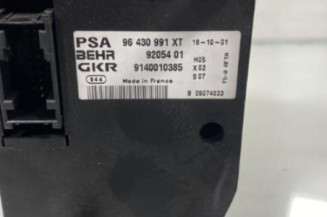 PSA 96 430 991 XT 18-10-01
BEHR 92054 01 H05
GKR 9140010385 X02
S07
544 Made in France